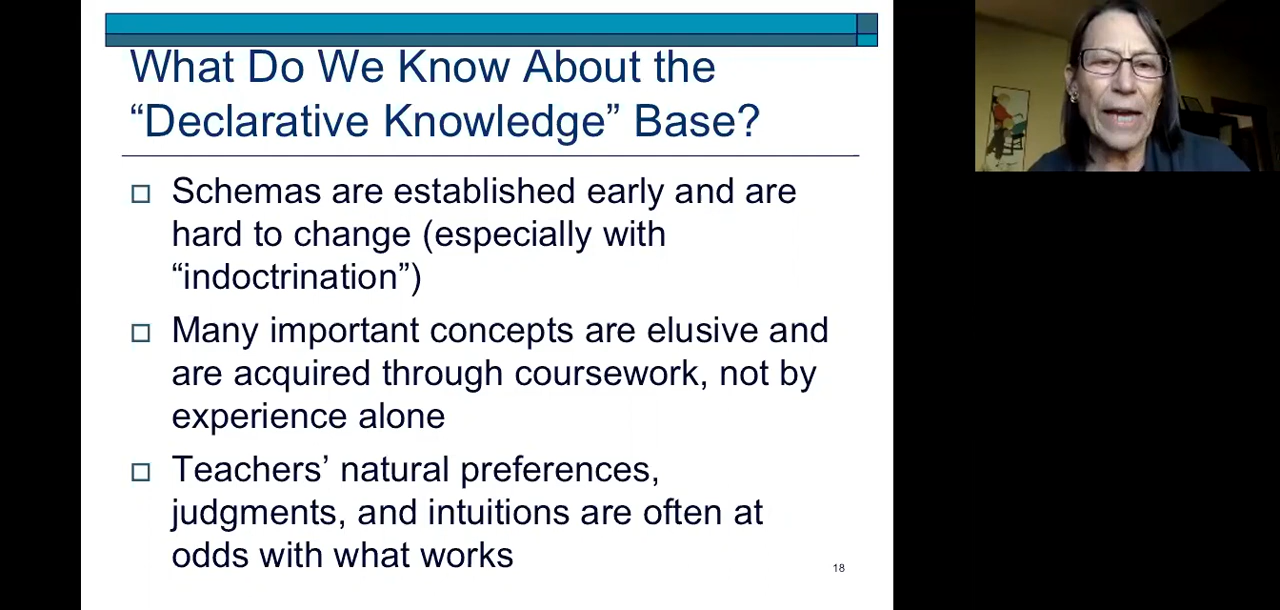 What Do We Know About the
“Declarative Knowledge” Base?
Schemas are established early and are
hard to change (especially with
“indoctrination”)
Many important concepts are elusive and
are acquired through coursework, not by
experience alone
Teachers’ natural preferences,
judgments, and intuitions are often at
odds with what works
18